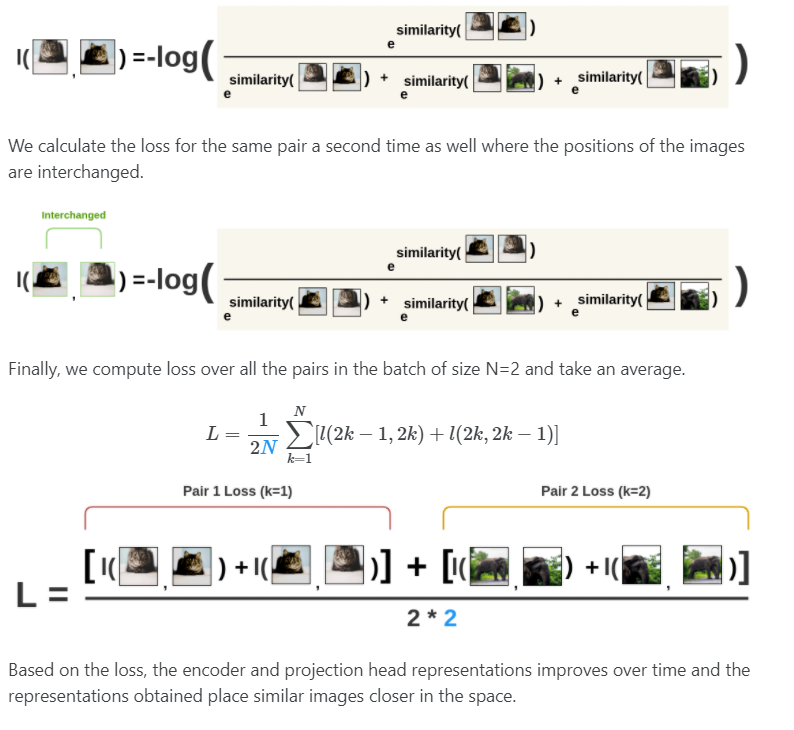 l( , ) =-log(
e similarity( )
e similarity( ) + e similarity( ) + e similarity( ) )
We calculate the loss for the same pair a second time as well where the positions of the images
are interchanged.
Interchanged
l( , ) =-log(
e similarity( )
e similarity( ) + e similarity( ) + e similarity( ) )
Finally, we compute loss over all the pairs in the batch of size N=2 and take an average.
L = 1/2N ∑ k=1 N [l(2k − 1, 2k) + l(2k, 2k − 1)]
Pair 1 Loss (k=1) Pair 2 Loss (k=2)
L = [l( , ) + l( , )] + [l( , ) + l( , )]
2 * 2
Based on the loss, the encoder and projection head representations improves over time and the
representations obtained place similar images closer in the space.